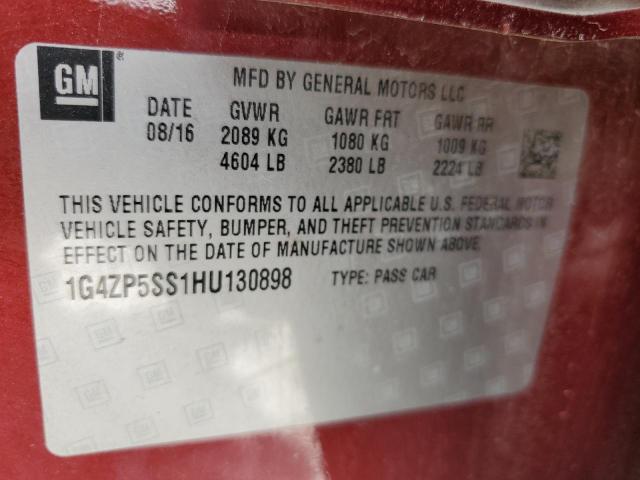 GM
MFD BY GENERAL MOTORS LLC
DATE GVWR GAWR FRT GAWR RR
08/16 2089 KG 1080 KG 1009 KG
4604 LB 2380 LB 2224 LB
THIS VEHICLE CONFORMS TO ALL APPLICABLE U.S. FEDERAL MOTOR
VEHICLE SAFETY, BUMPER, AND THEFT PREVENTION STANDARDS IN
EFFECT ON THE DATE OF MANUFACTURE SHOWN ABOVE.
1G4ZP5SS1HU130898 TYPE: PASS CAR